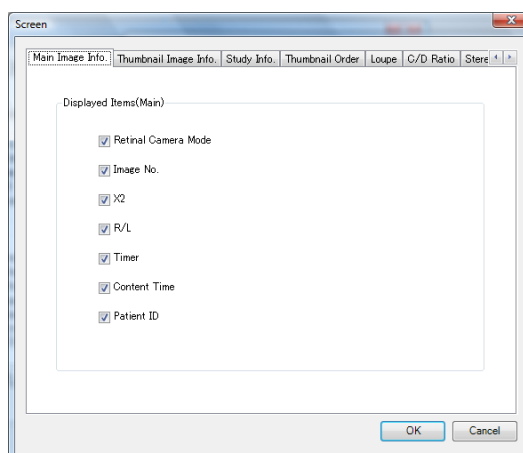 Screen
Main Image Info. Thumbnail Image Info. Study Info. Thumbnail Order Loupe C/D Ratio Stere
Displayed Items(Main)
Retinal Camera Mode
Image No.
X2
R/L
Timer
Content Time
Patient ID
OK Cancel